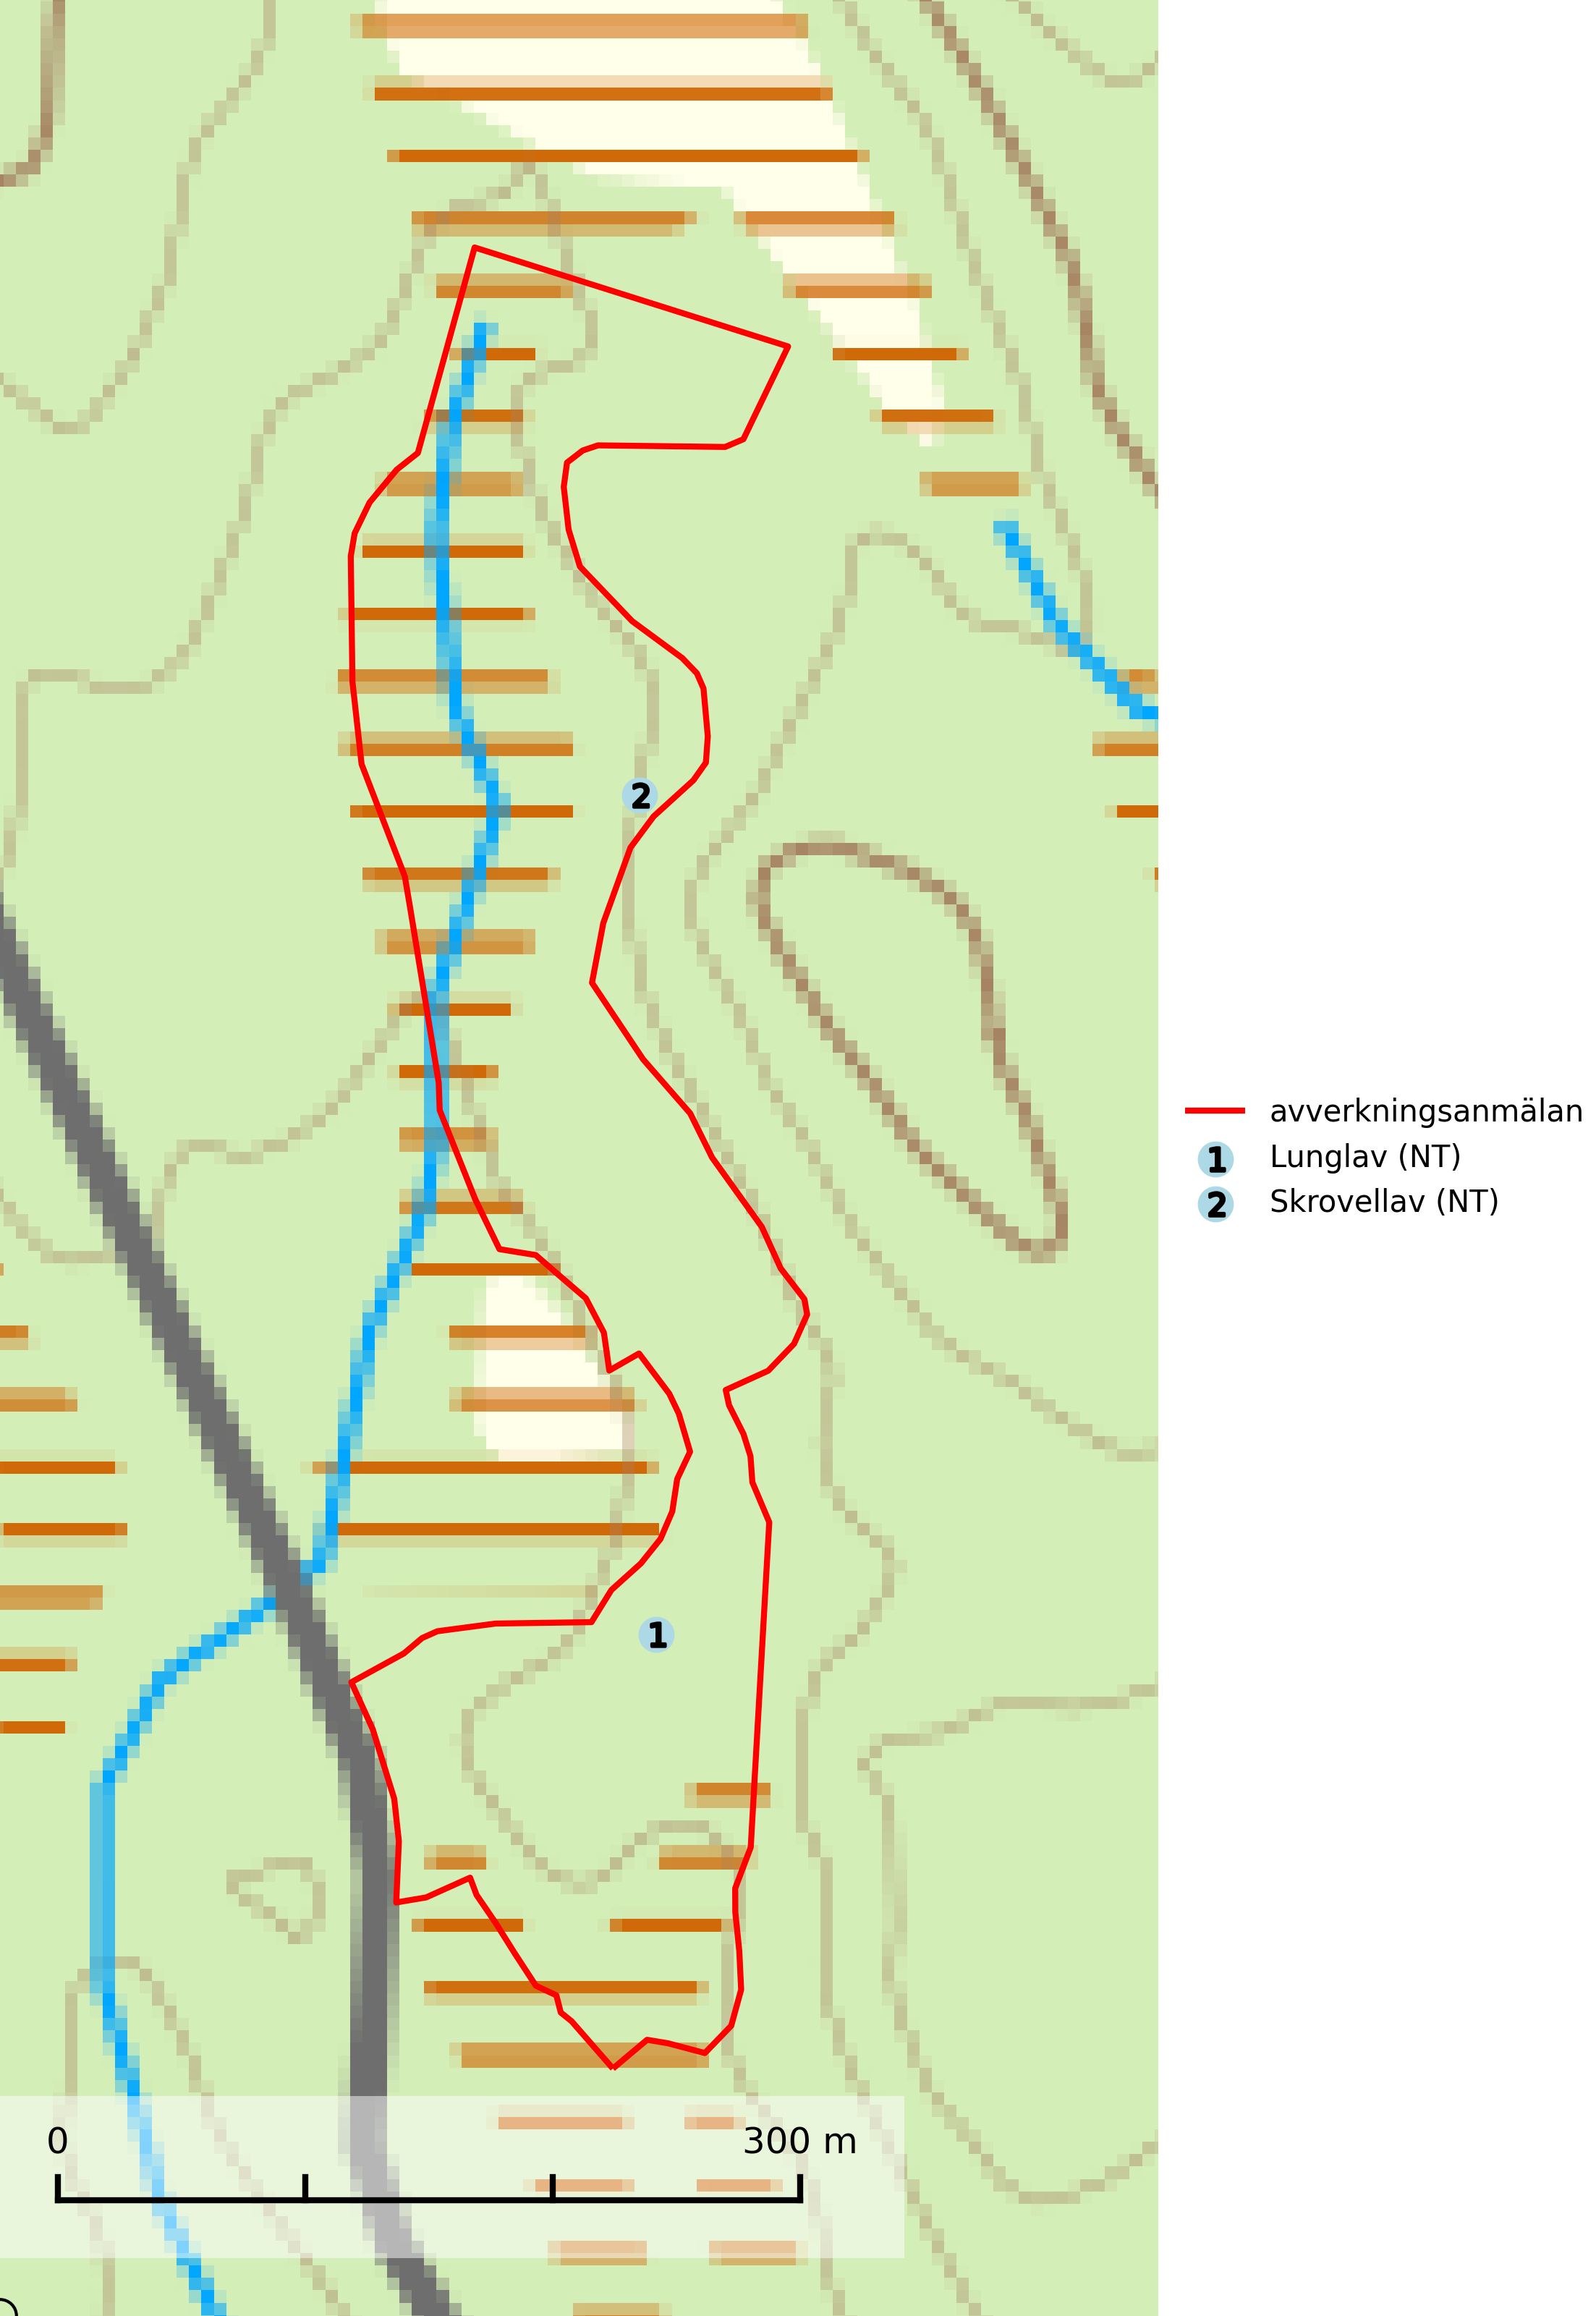 2
avverkningsanmälan
1 Lunglav (NT)
2 Skrovellav (NT)
1
0 300 m